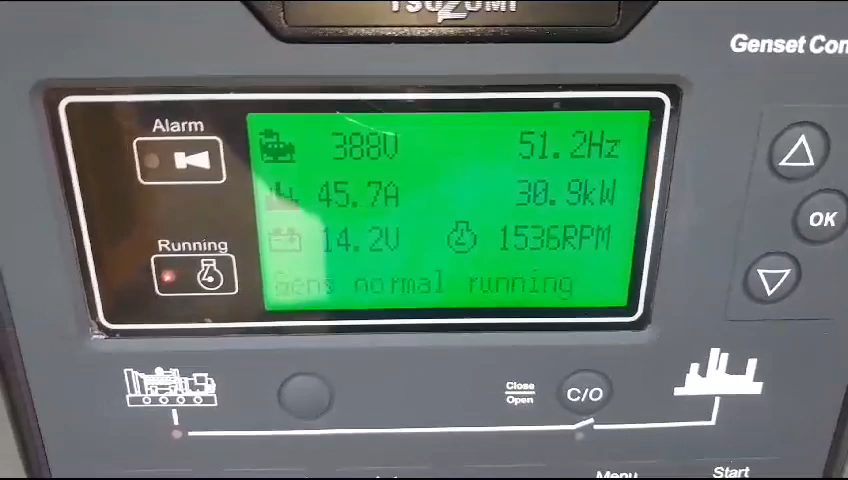 TSUZUMI
Genset Con
Alarm
388V 51.2Hz
45.7A 30.9kW
Running
14.2V 1536RPM
Gens normal running
OK
Close
Open
C/O
Menu
Start